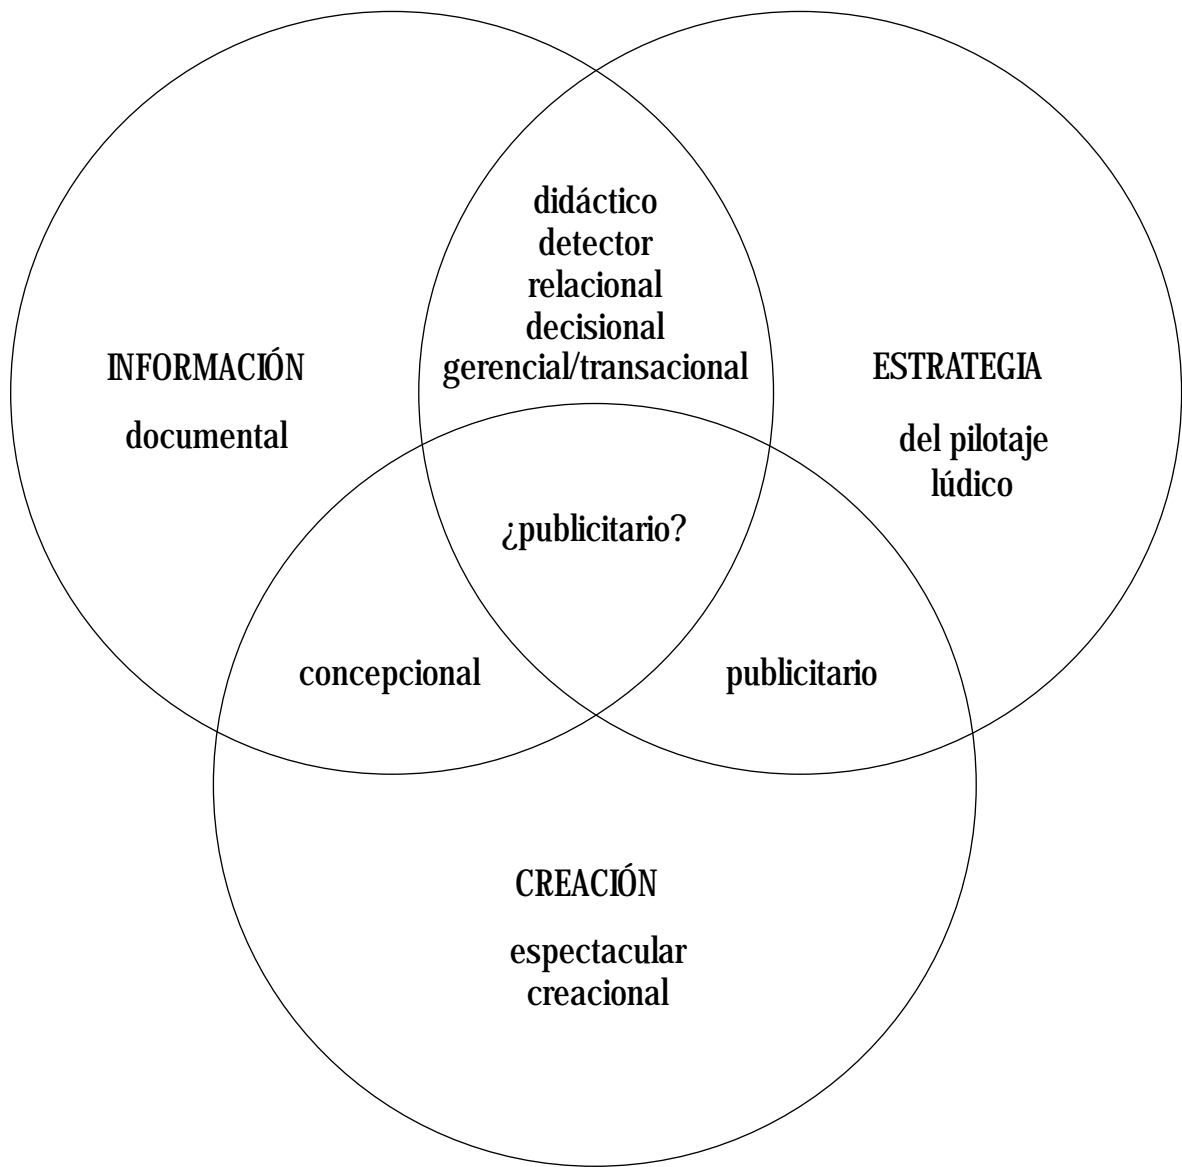 didáctico
detector
relacional
decisional
gerencial/transacional
INFORMACIÓN
documental
ESTRATEGIA
del pilotaje
lúdico
¿publicitario?
concepcional
publicitario
CREACIÓN
espectacular
creacional